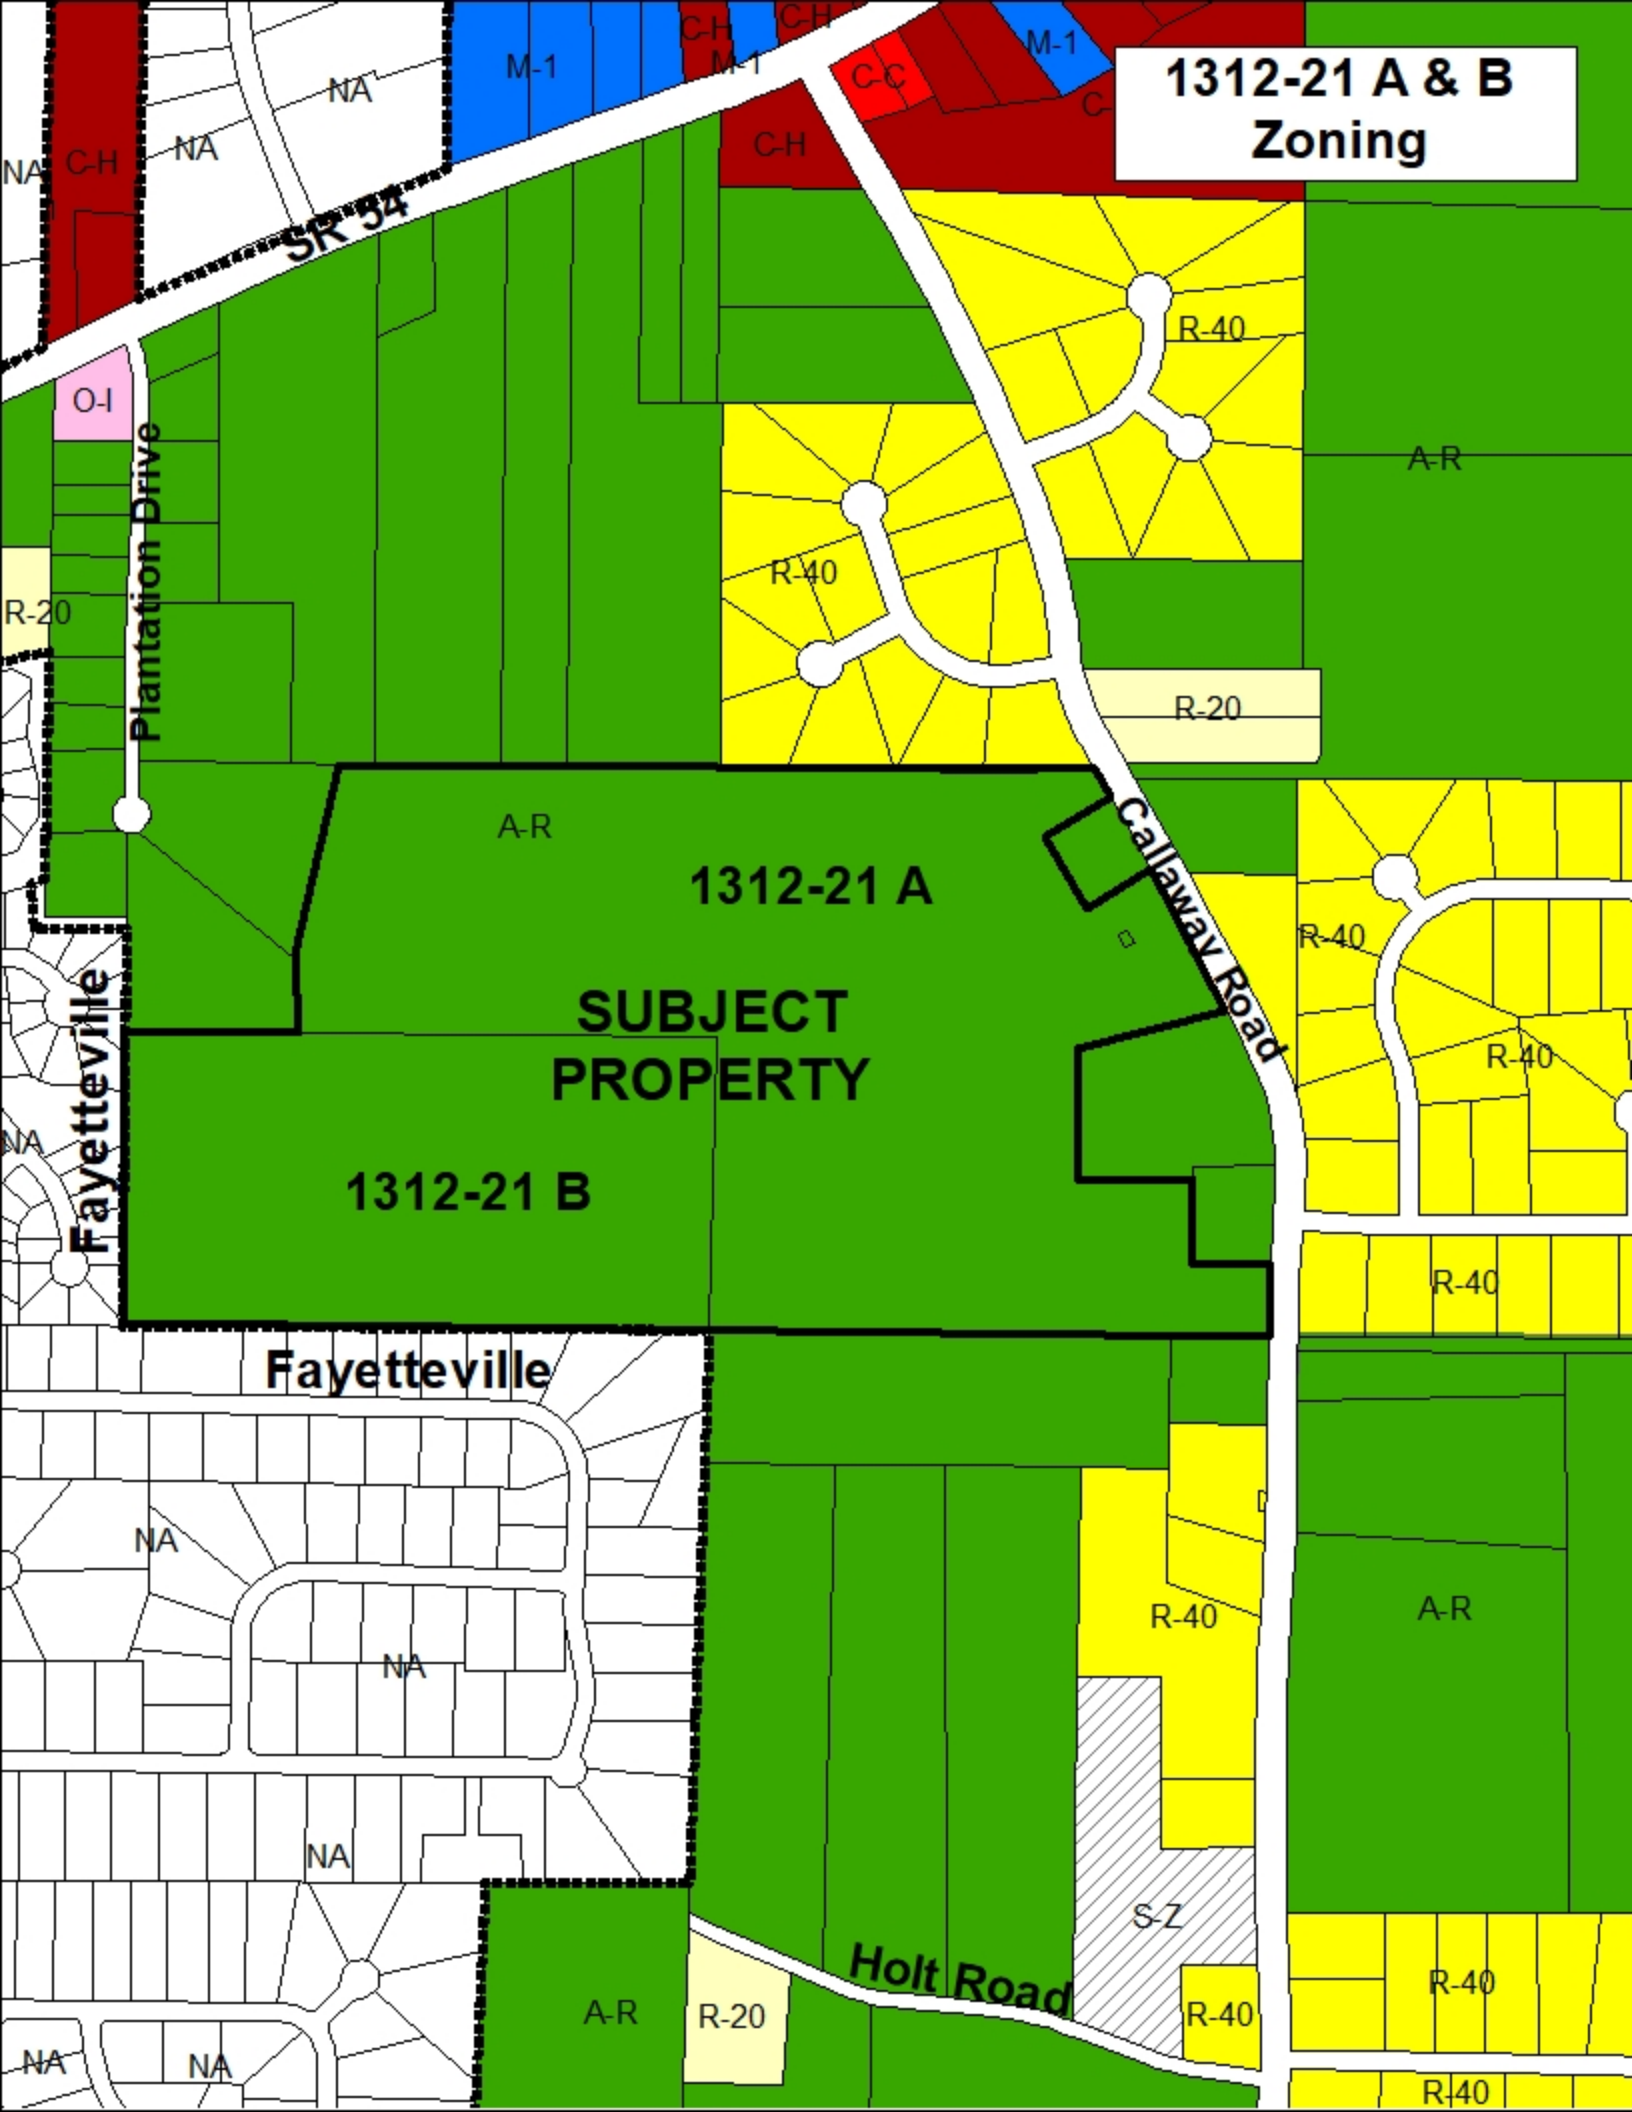 C-H
C-H
M-1
M-1
M-1
C-C
1312-21 A & B
Zoning
NA
C-
C-H
NA
C-H
NA
SR 54
R-40
O-I
A-R
Plantation Drive
R-40
R-20
R-20
A-R
Callaway Road
1312-21 A
R-40
SUBJECT
PROPERTY
R-40
Fayetteville
NA
1312-21 B
R-40
Fayetteville
NA
R-40
A-R
NA
NA
S-Z
Holt Road
R-40
A-R
R-20
R-40
NA
NA
R-40